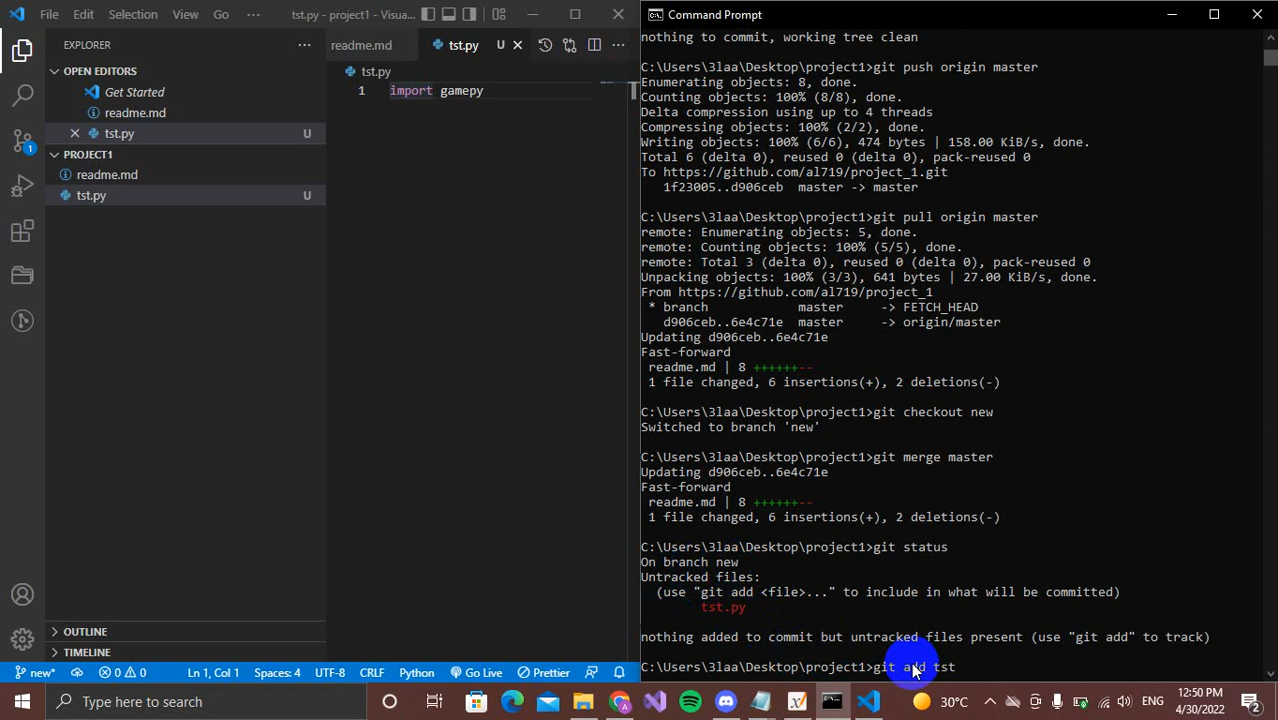 File Edit Selection View Go ··· tst.py - project1 - Visua...
EXPLORER ···
OPEN EDITORS
Get Started
readme.md
tst.py U
PROJECT1
readme.md
tst.py U
OUTLINE
TIMELINE
1
readme.md tst.py U ···
tst.py
1 import gamepy
new* 0 0 Ln 1, Col 1 Spaces: 4 UTF-8 CRLF Python Go Live Prettier
Command Prompt
nothing to commit, working tree clean
C:\Users\3laa\Desktop\project1>git push origin master
Enumerating objects: 8, done.
Counting objects: 100% (8/8), done.
Delta compression using up to 4 threads
Compressing objects: 100% (2/2), done.
Writing objects: 100% (6/6), 474 bytes | 158.00 KiB/s, done.
Total 6 (delta 0), reused 0 (delta 0), pack-reused 0
To https://github.com/al719/project_1.git
1f23005..d906ceb master -> master
C:\Users\3laa\Desktop\project1>git pull origin master
remote: Enumerating objects: 5, done.
remote: Counting objects: 100% (5/5), done.
remote: Total 3 (delta 0), reused 0 (delta 0), pack-reused 0
Unpacking objects: 100% (3/3), 641 bytes | 27.00 KiB/s, done.
From https://github.com/al719/project_1
* branch master -> FETCH_HEAD
d906ceb..6e4c71e master -> origin/master
Updating d906ceb..6e4c71e
Fast-forward
readme.md | 8 ++++++--
1 file changed, 6 insertions(+), 2 deletions(-)
C:\Users\3laa\Desktop\project1>git checkout new
Switched to branch 'new'
C:\Users\3laa\Desktop\project1>git merge master
Updating d906ceb..6e4c71e
Fast-forward
readme.md | 8 ++++++--
1 file changed, 6 insertions(+), 2 deletions(-)
C:\Users\3laa\Desktop\project1>git status
On branch new
Untracked files:
(use "git add <file>..." to include in what will be committed)
tst.py
nothing added to commit but untracked files present (use "git add" to track)
C:\Users\3laa\Desktop\project1>git add tst
Type here to search
30°C ENG 12:50 PM
4/30/2022 2